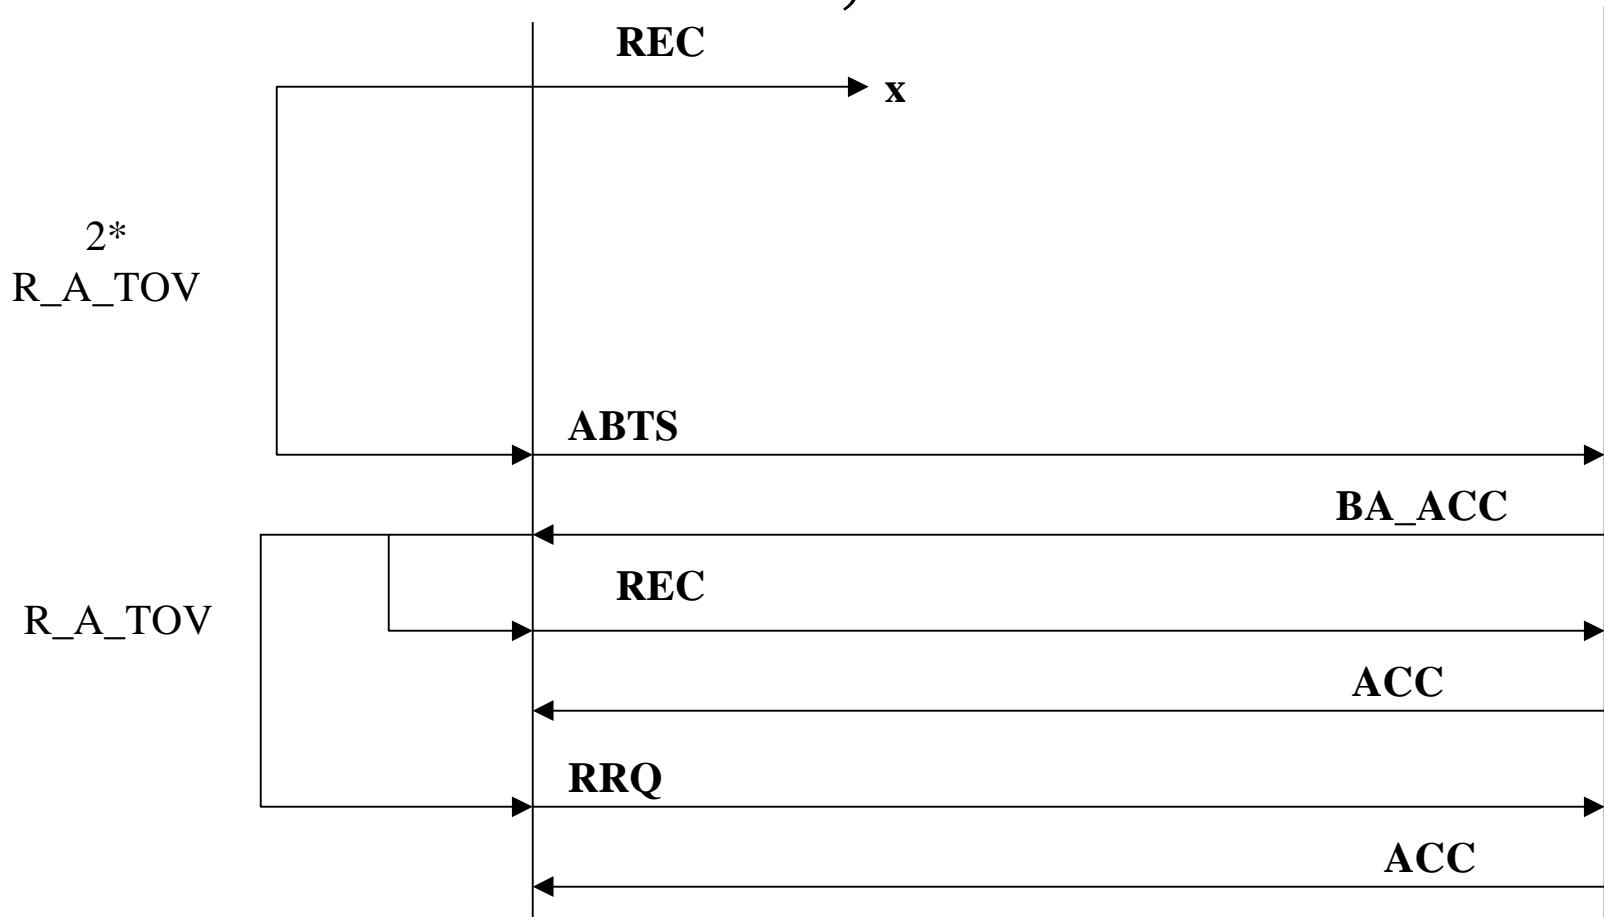 REC
x
2*
R_A_TOV
ABTS
BA_ACC
REC
R_A_TOV
ACC
RRQ
ACC